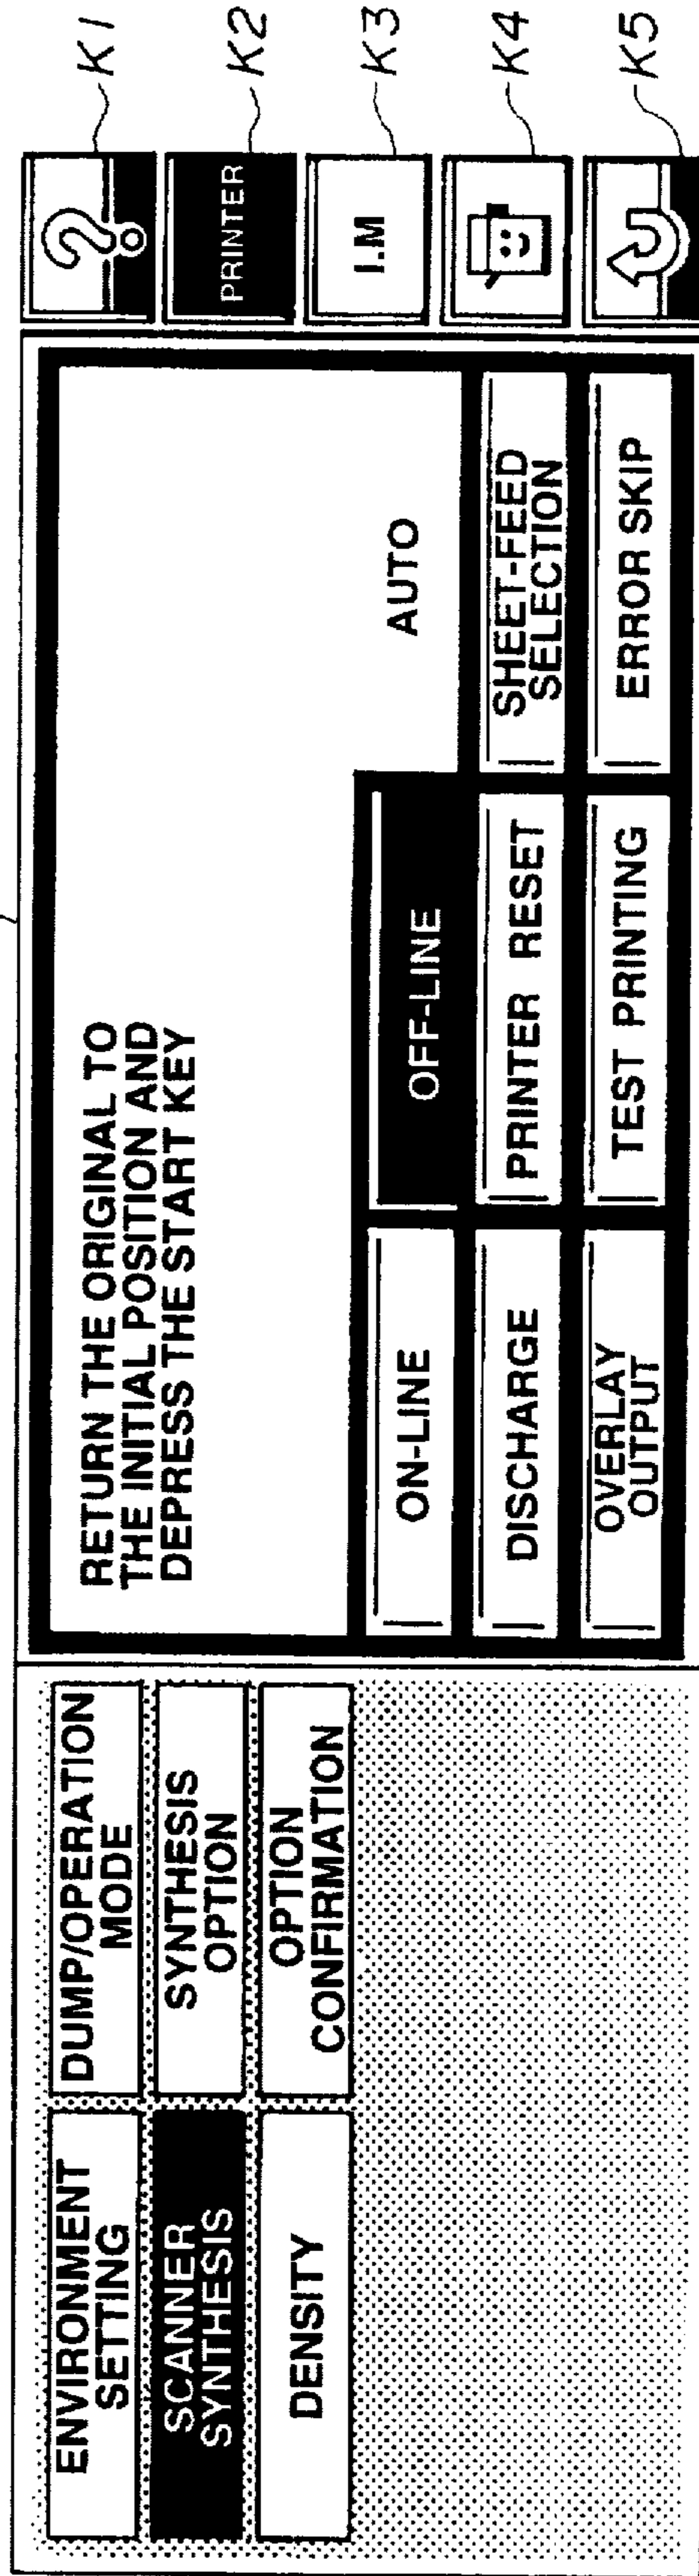 ENVIRONMENT
SETTING
DUMP/OPERATION
MODE
SCANNER
SYNTHESIS
SYNTHESIS
OPTION
DENSITY
OPTION
CONFIRMATION
RETURN THE ORIGINAL TO
THE INITIAL POSITION AND
DEPRESS THE START KEY
AUTO
ON-LINE
OFF-LINE
DISCHARGE
PRINTER RESET
SHEET-FEED
SELECTION
OVERLAY
OUTPUT
TEST PRINTING
ERROR SKIP
?
PRINTER
I.M
K1
K2
K3
K4
K5